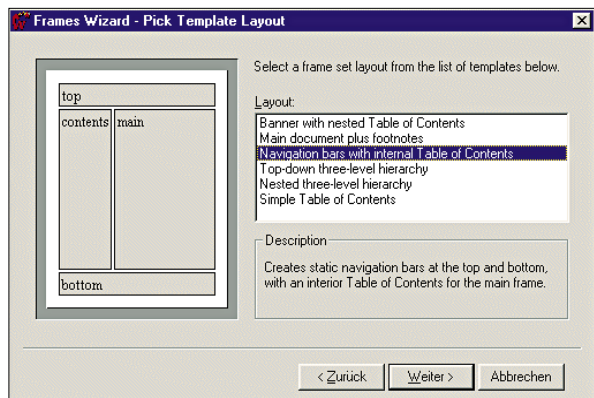 Frames Wizard - Pick Template Layout
Select a frame set layout from the list of templates below.
top
contents main
bottom
Layout:
Banner with nested Table of Contents
Main document plus footnotes
Navigation bars with internal Table of Contents
Top-down three-level hierarchy
Nested three-level hierarchy
Simple Table of Contents
Description
Creates static navigation bars at the top and bottom,
with an interior Table of Contents for the main frame.
< Zurück Weiter > Abbrechen